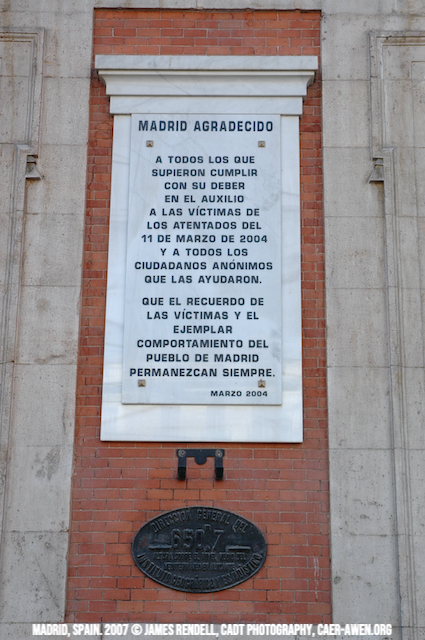 MADRID AGRADECIDO
A TODOS LOS QUE
SUPIERON CUMPLIR
CON SU DEBER
EN EL AUXILIO
A LAS VÍCTIMAS DE
LOS ATENTADOS DEL
11 DE MARZO DE 2004
Y A TODOS LOS
CIUDADANOS ANÓNIMOS
QUE LAS AYUDARON.
QUE EL RECUERDO DE
LAS VÍCTIMAS Y EL
EJEMPLAR
COMPORTAMIENTO DEL
PUEBLO DE MADRID
PERMANEZCAN SIEMPRE.
MARZO 2004
DIRECCIÓN GENERAL DEL
MADRID, SPAIN. 2007 © JAMES RENDELL, CADT PHOTOGRAPHY, CAER-AWEN.ORG